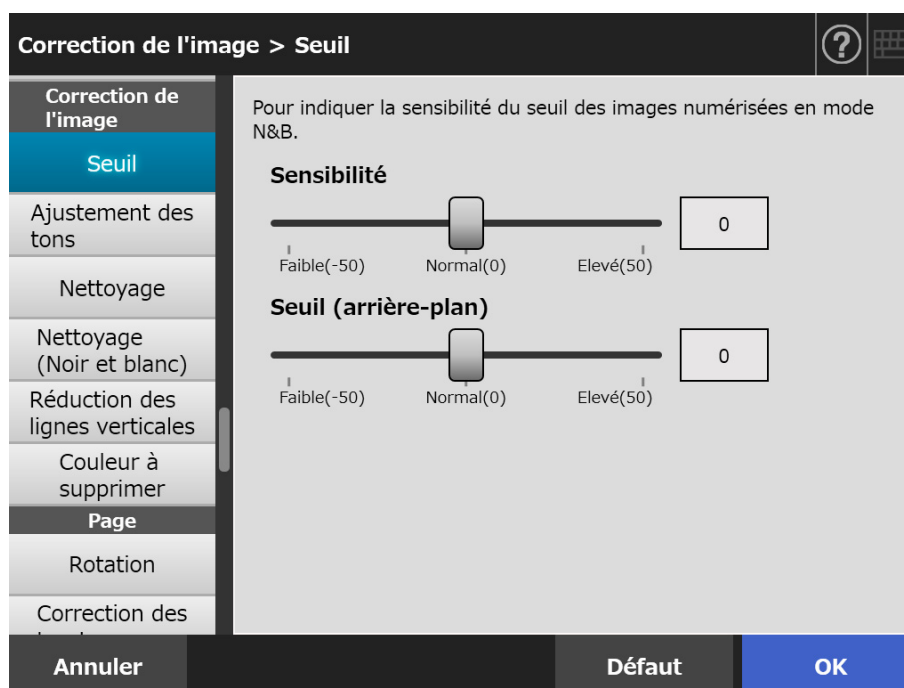 Correction de l'image > Seuil
Correction de
l'image
Seuil
Ajustement des
tons
Nettoyage
Nettoyage
(Noir et blanc)
Réduction des
lignes verticales
Couleur à
supprimer
Page
Rotation
Correction des
Pour indiquer la sensibilité du seuil des images numérisées en mode
N&B.
Sensibilité
0
Faible(-50) Normal(0) Elevé(50)
Seuil (arrière-plan)
0
Faible(-50) Normal(0) Elevé(50)
Annuler Défaut OK